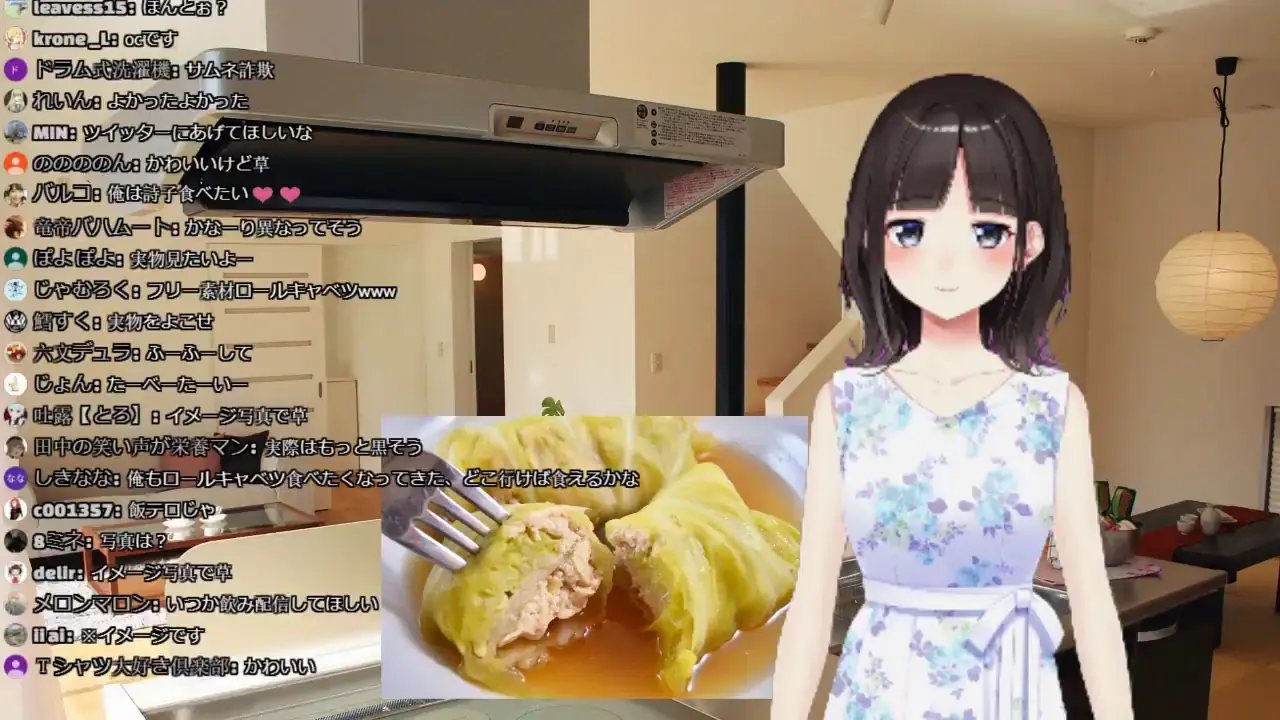 leavess15: ほんとぉ？
krone_L: ocです
ド
ドラム式洗濯機: サムネ詐欺
れいん: よかったよかった
MIN: ツイッターにあげてほしいな
のののののん: かわいいけど草
バルコ: 俺は詩子食べたい❤❤
竜帝バハムート: かなーり異なってそう
ぽよ ぽよ: 実物見たいよー
じゃむろく: フリー素材ロールキャベツwww
鱈すく: 実物をよこせ
六文デュラ: ふーふーして
じょん: たーべーたーいー
吐露【とろ】: イメージ写真で草
田中の笑い声が栄養マン: 実際はもっと黒そう
なな
しきなな: 俺もロールキャベツ食べたくなってきた、どこ行けば食えるかな
c001357: 飯テロじゃ
8ミネ: 写真は？
delir: イメージ写真で草
メロンマロン: いつか飲み配信してほしい
iiai: ※イメージです
Ｔシャツ大好き倶楽部: かわいい